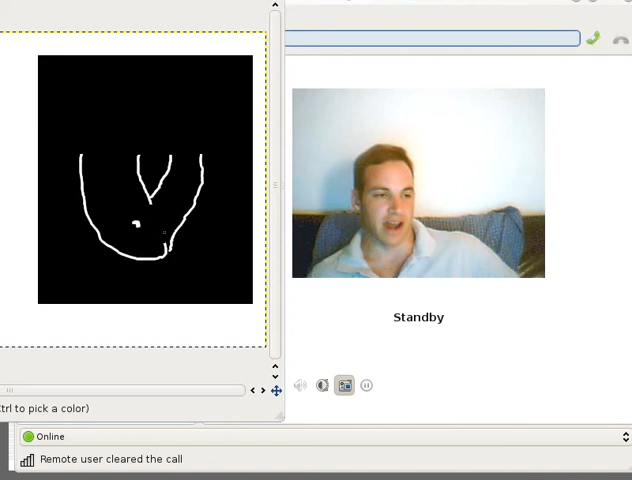 Standby
trl to pick a color)
Online
Remote user cleared the call